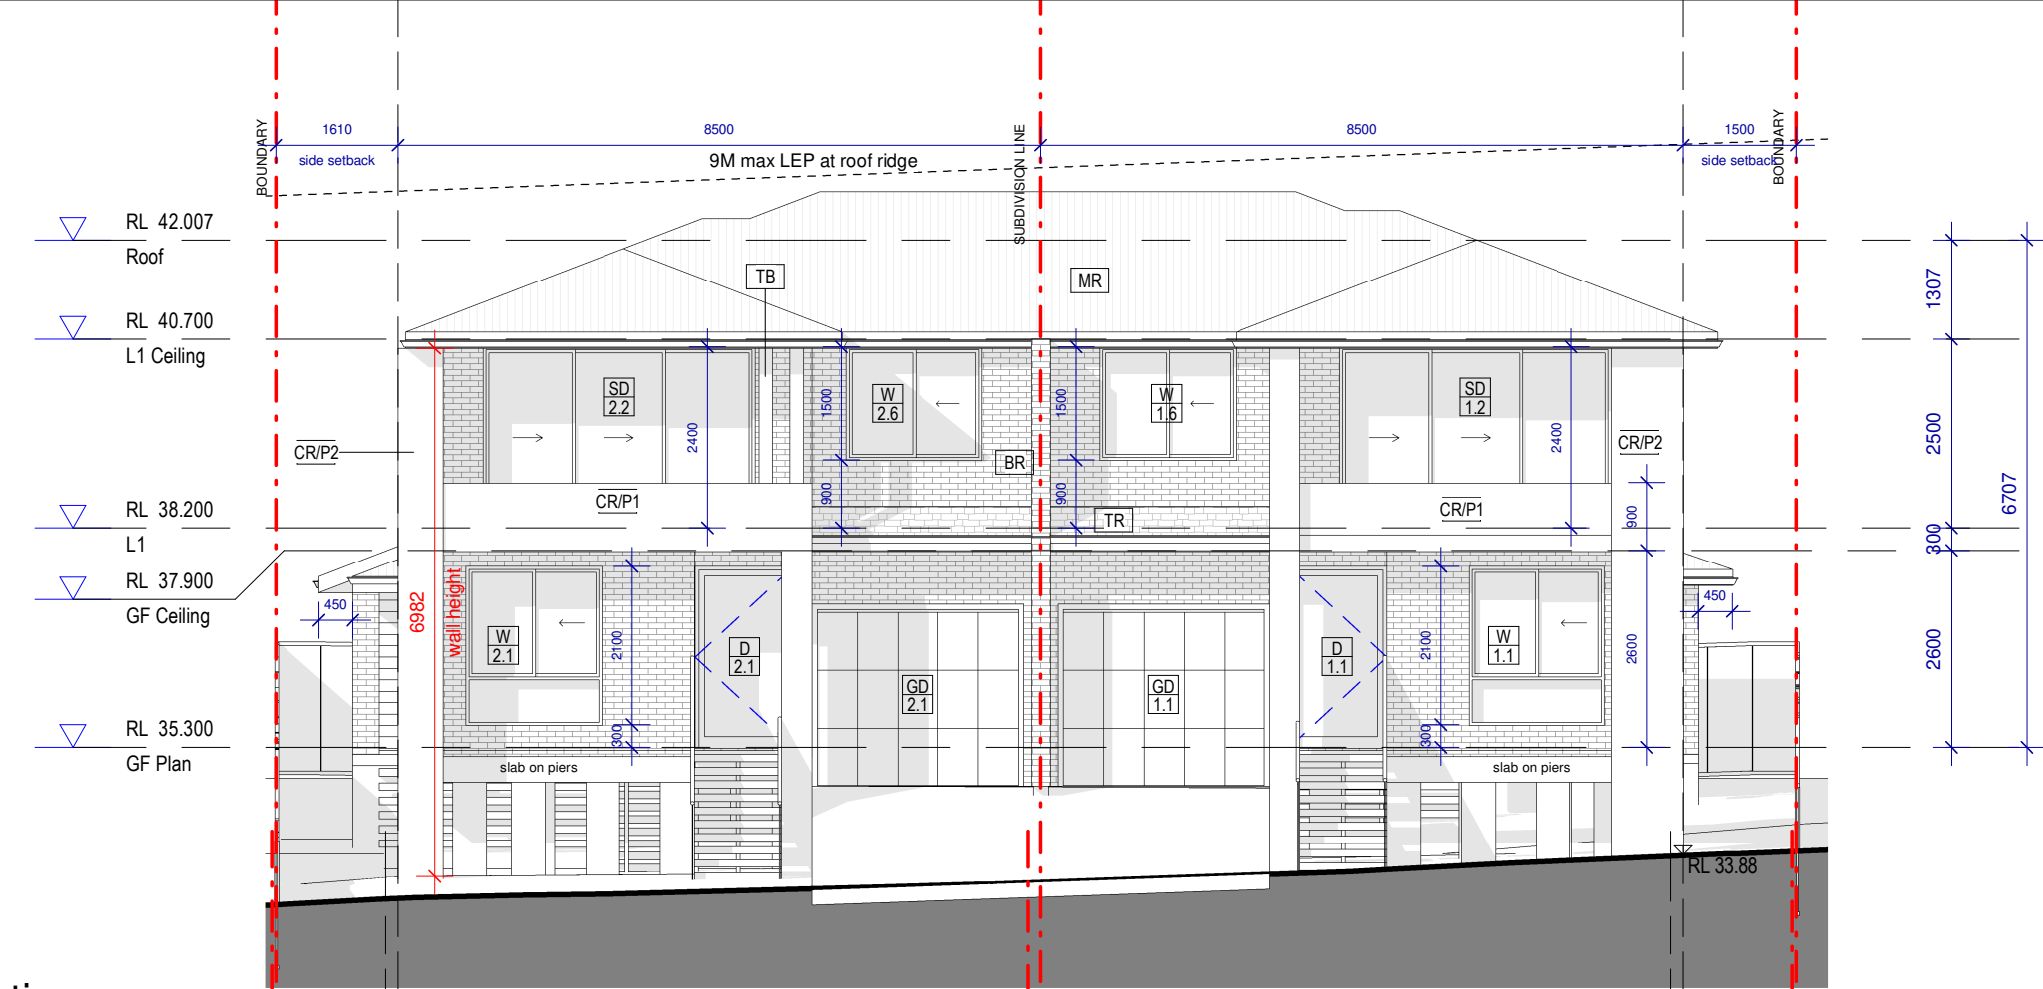 1610
8500
8500
1500
BOUNDARY
side setback
9M max LEP at roof ridge
SUBDIVISION LINE
side setback
BOUNDARY
RL 42.007
Roof
TB
MR
1307
RL 40.700
L1 Ceiling
SD
2.2
W
2.6
W
1.6
SD
1.2
1500
1500
2400
2400
2500
CR/P2
CR/P2
BR
6707
CR/P1
900
900
CR/P1
900
TR
RL 38.200
L1
300
RL 37.900
GF Ceiling
450
6982
wall height
W
2.1
2100
D
2.1
GD
2.1
GD
1.1
D
1.1
2100
W
1.1
2600
450
2600
RL 35.300
GF Plan
300
300
slab on piers
slab on piers
RL 33.88